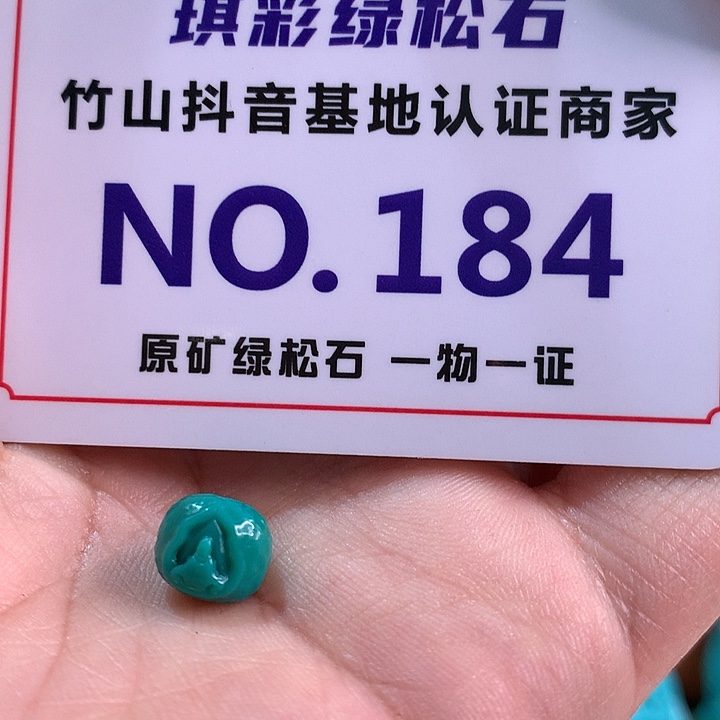 琪彩绿松石
竹山抖音基地认证商家
NO.184
原矿绿松石 一物一证